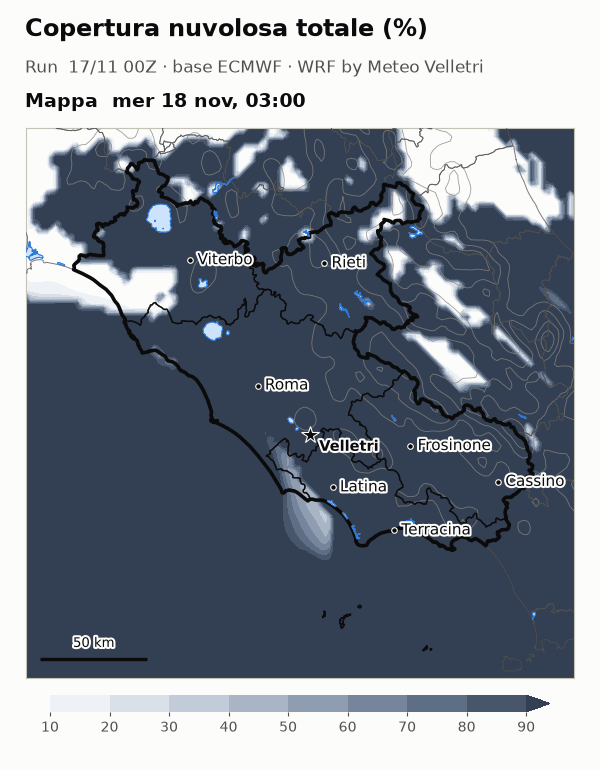 Copertura nuvolosa totale (%)
Run  17/11 00Z · base ECMWF · WRF by Meteo Velletri
Mappa  mer 18 nov, 03:00
Viterbo
Rieti
Roma
Velletri
Frosinone
Cassino
Latina
Terracina
50 km
10 20 30 40 50 60 70 80 90